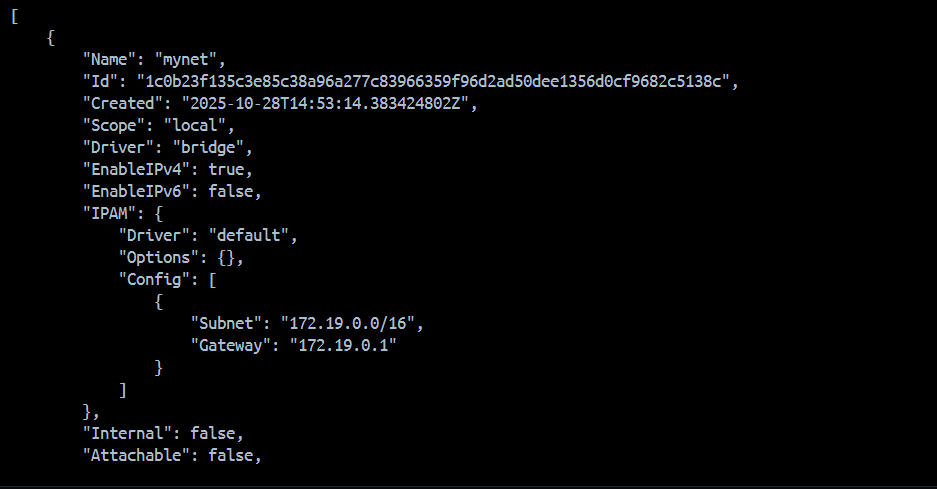 [
    {
        "Name": "mynet",
        "Id": "1c0b23f135c3e85c38a96a277c83966359f96d2ad50dee1356d0cf9682c5138c",
        "Created": "2025-10-28T14:53:14.383424802Z",
        "Scope": "local",
        "Driver": "bridge",
        "EnableIPv4": true,
        "EnableIPv6": false,
        "IPAM": {
            "Driver": "default",
            "Options": {},
            "Config": [
                {
                    "Subnet": "172.19.0.0/16",
                    "Gateway": "172.19.0.1"
                }
            ]
        },
        "Internal": false,
        "Attachable": false,